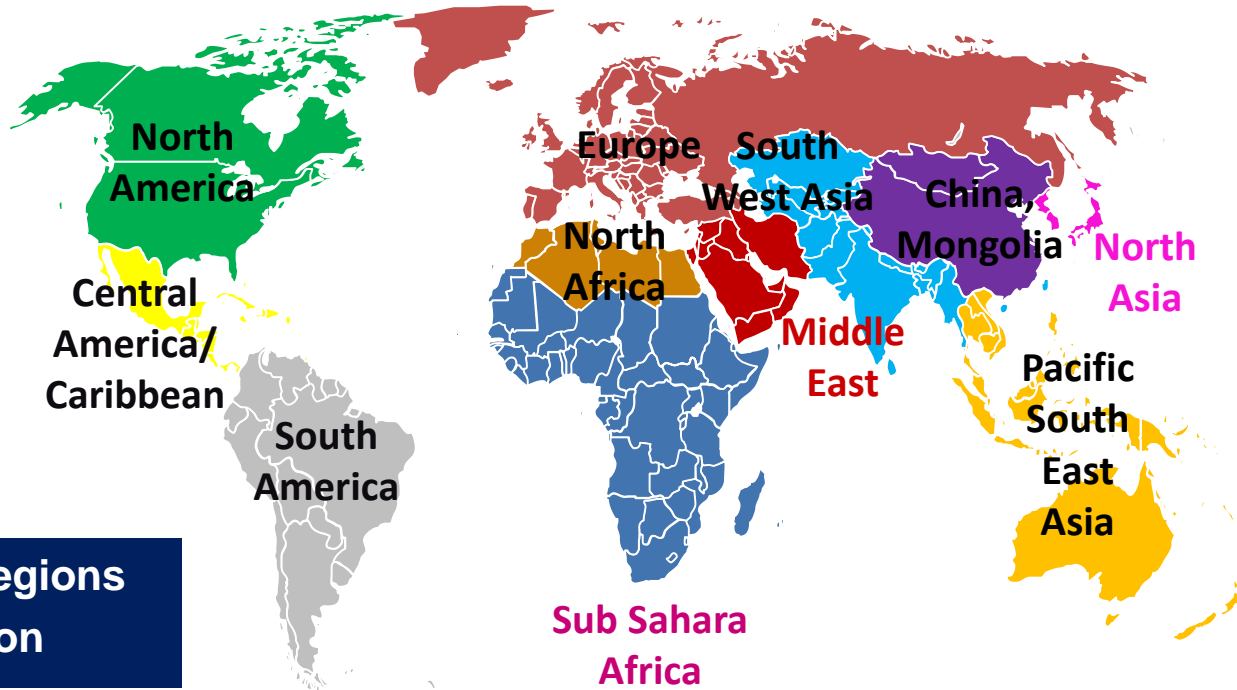 North
America
Europe
South
West Asia
China,
Mongolia
North
Asia
North
Africa
Central
America/
Caribbean
Middle
East
Pacific
South
East
Asia
South
America
egions
on
Sub Sahara
Africa